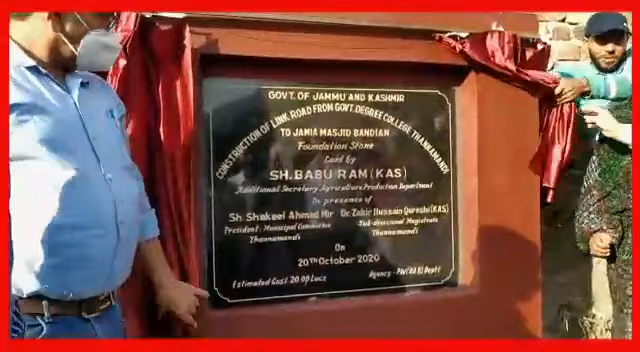 GOVT. OF JAMMU AND KASHMIR
CONSTRUCTION OF LINK ROAD FROM GOVT. DEGREE COLLEGE THANNAMANDI
TO JAMIA MASJID BANDIAN
Foundation Stone
Laid by
SH. BABU RAM (KAS)
Additional Secretary Agriculture Production Department
In presence of
Sh Shakeel Ahmad Mir Dr. Zakir Hussain Qureshi (KAS)
President Municipal Committee Sub-divisional Magistrate
Thannamandi Thannamandi
On
20TH October 2020
Estimated Cost 20.00 Lacs Agency:- PW(R&B) Deptt